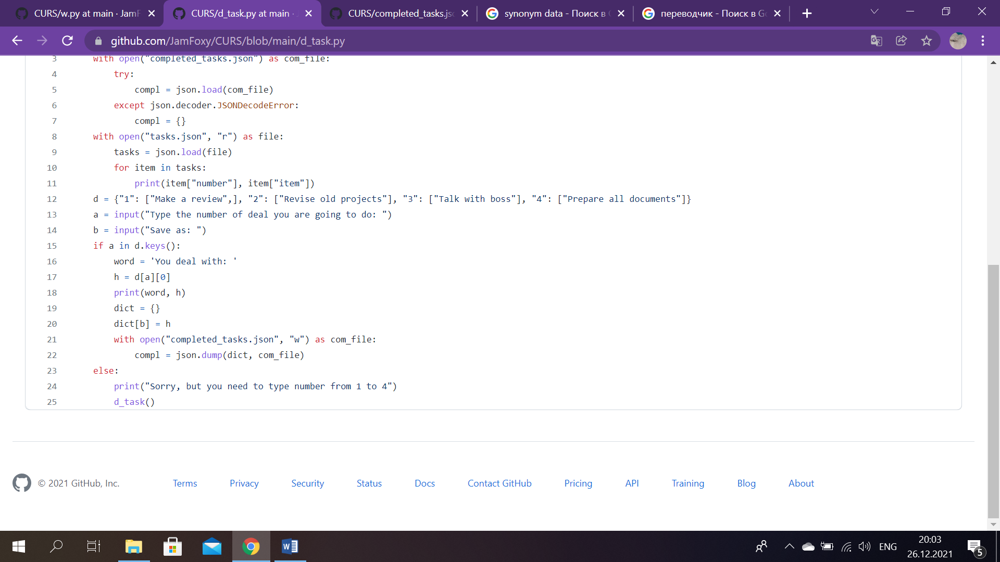 CURS/w.py at main · JamF
CURS/d_task.py at main ·
CURS/completed_tasks.js
synonym data - Поиск в
переводчик - Поиск в Go
github.com/JamFoxy/CURS/blob/main/d_task.py
3 with open("completed_tasks.json") as com_file:
4 try:
5 compl = json.load(com_file)
6 except json.decoder.JSONDecodeError:
7 compl = {}
8 with open("tasks.json", "r") as file:
9 tasks = json.load(file)
10 for item in tasks:
11 print(item["number"], item["item"])
12 d = {"1": ["Make a review",], "2": ["Revise old projects"], "3": ["Talk with boss"], "4": ["Prepare all documents"]}
13 a = input("Type the number of deal you are going to do: ")
14 b = input("Save as: ")
15 if a in d.keys():
16 word = 'You deal with: '
17 h = d[a][0]
18 print(word, h)
19 dict = {}
20 dict[b] = h
21 with open("completed_tasks.json", "w") as com_file:
22 compl = json.dump(dict, com_file)
23 else:
24 print("Sorry, but you need to type number from 1 to 4")
25 d_task()
© 2021 GitHub, Inc. Terms Privacy Security Status Docs Contact GitHub Pricing API Training Blog About
ENG
20:03
26.12.2021
5